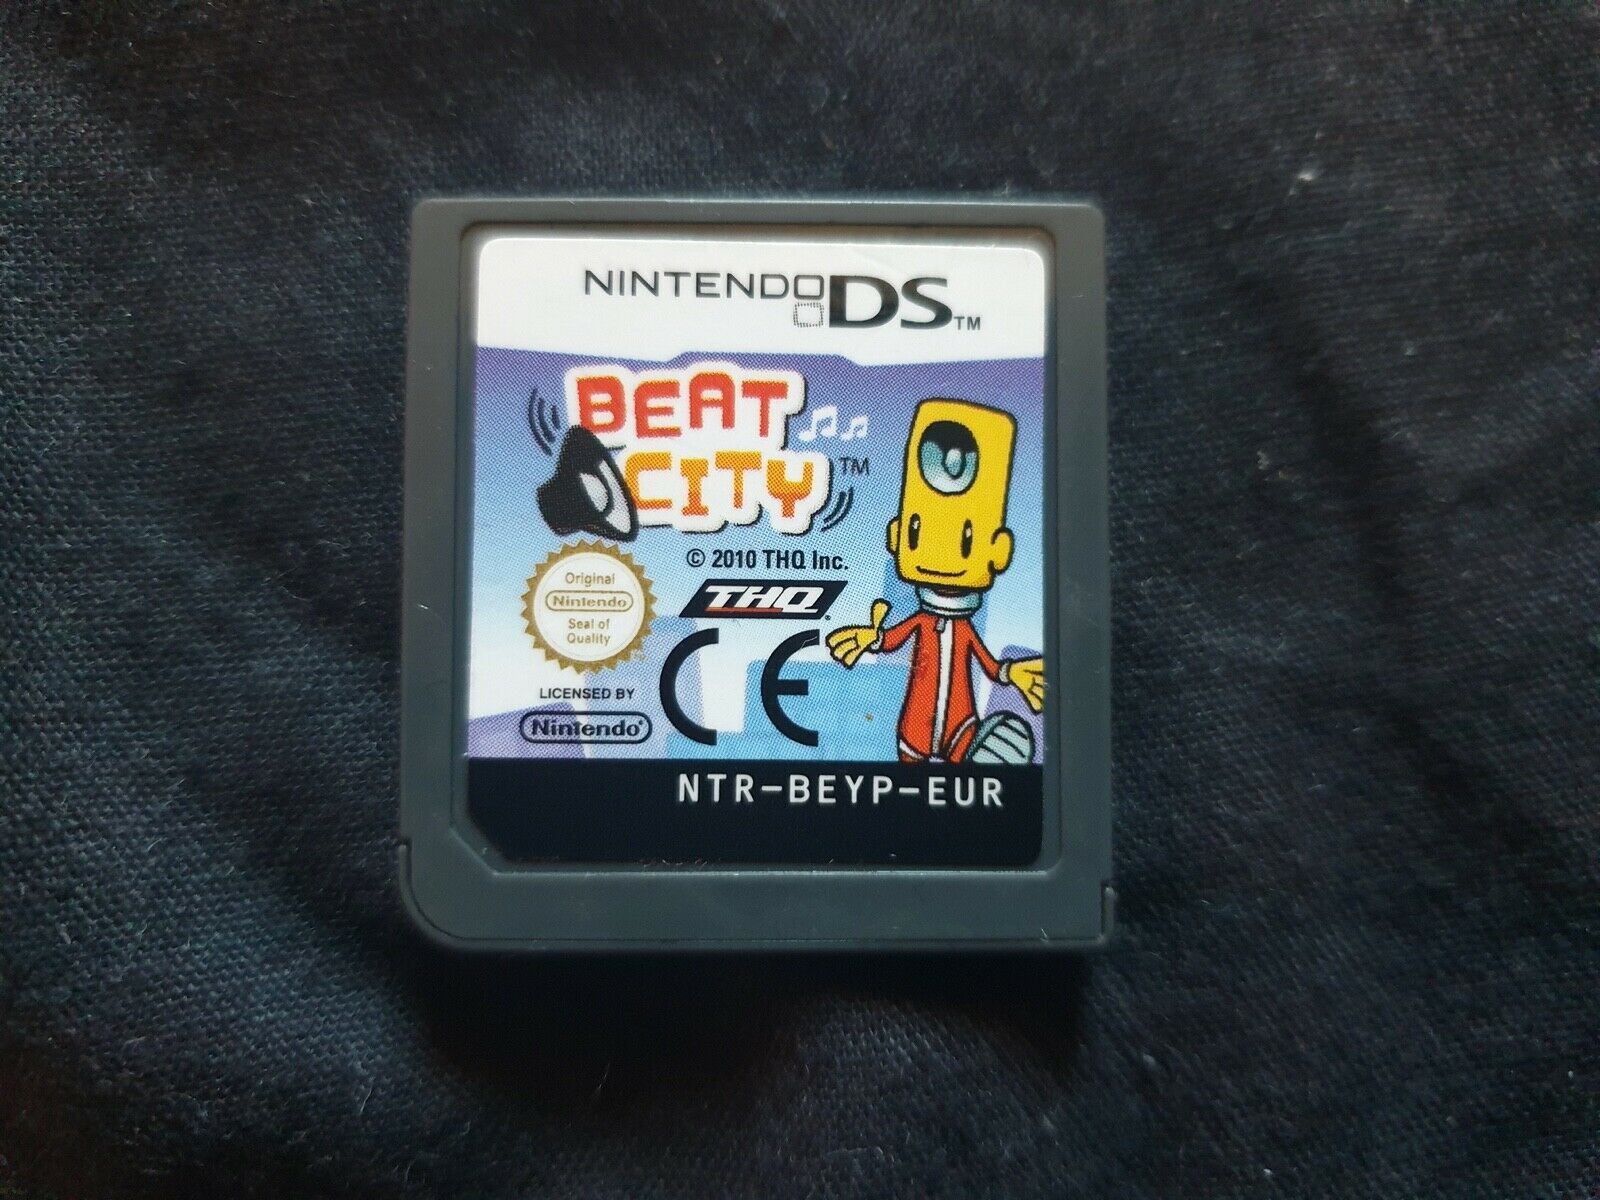 NINTENDO DS™
BEAT
CITY™
© 2010 THQ Inc.
THQ®
Original
Nintendo
Seal of
Quality
CE
LICENSED BY
Nintendo®
NTR-BEYP-EUR